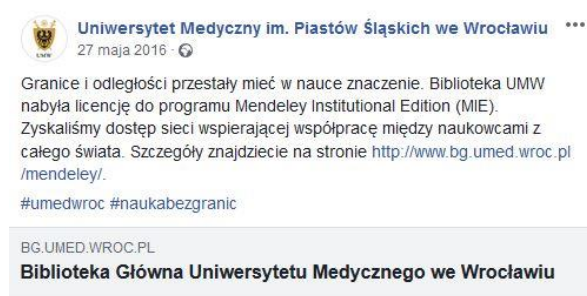 Uniwersytet Medyczny im. Piastów Śląskich we Wrocławiu
27 maja 2016 ·
Granice i odległości przestały mieć w nauce znaczenie. Biblioteka UMW
nabyła licencję do programu Mendeley Institutional Edition (MIE).
Zyskaliśmy dostęp sieci wspierającej współpracę między naukowcami z
całego świata. Szczegóły znajdziecie na stronie http://www.bg.umed.wroc.pl
/mendeley/.
#umedwroc #naukabezgranic
BG.UMED.WROC.PL
Biblioteka Główna Uniwersytetu Medycznego we Wrocławiu